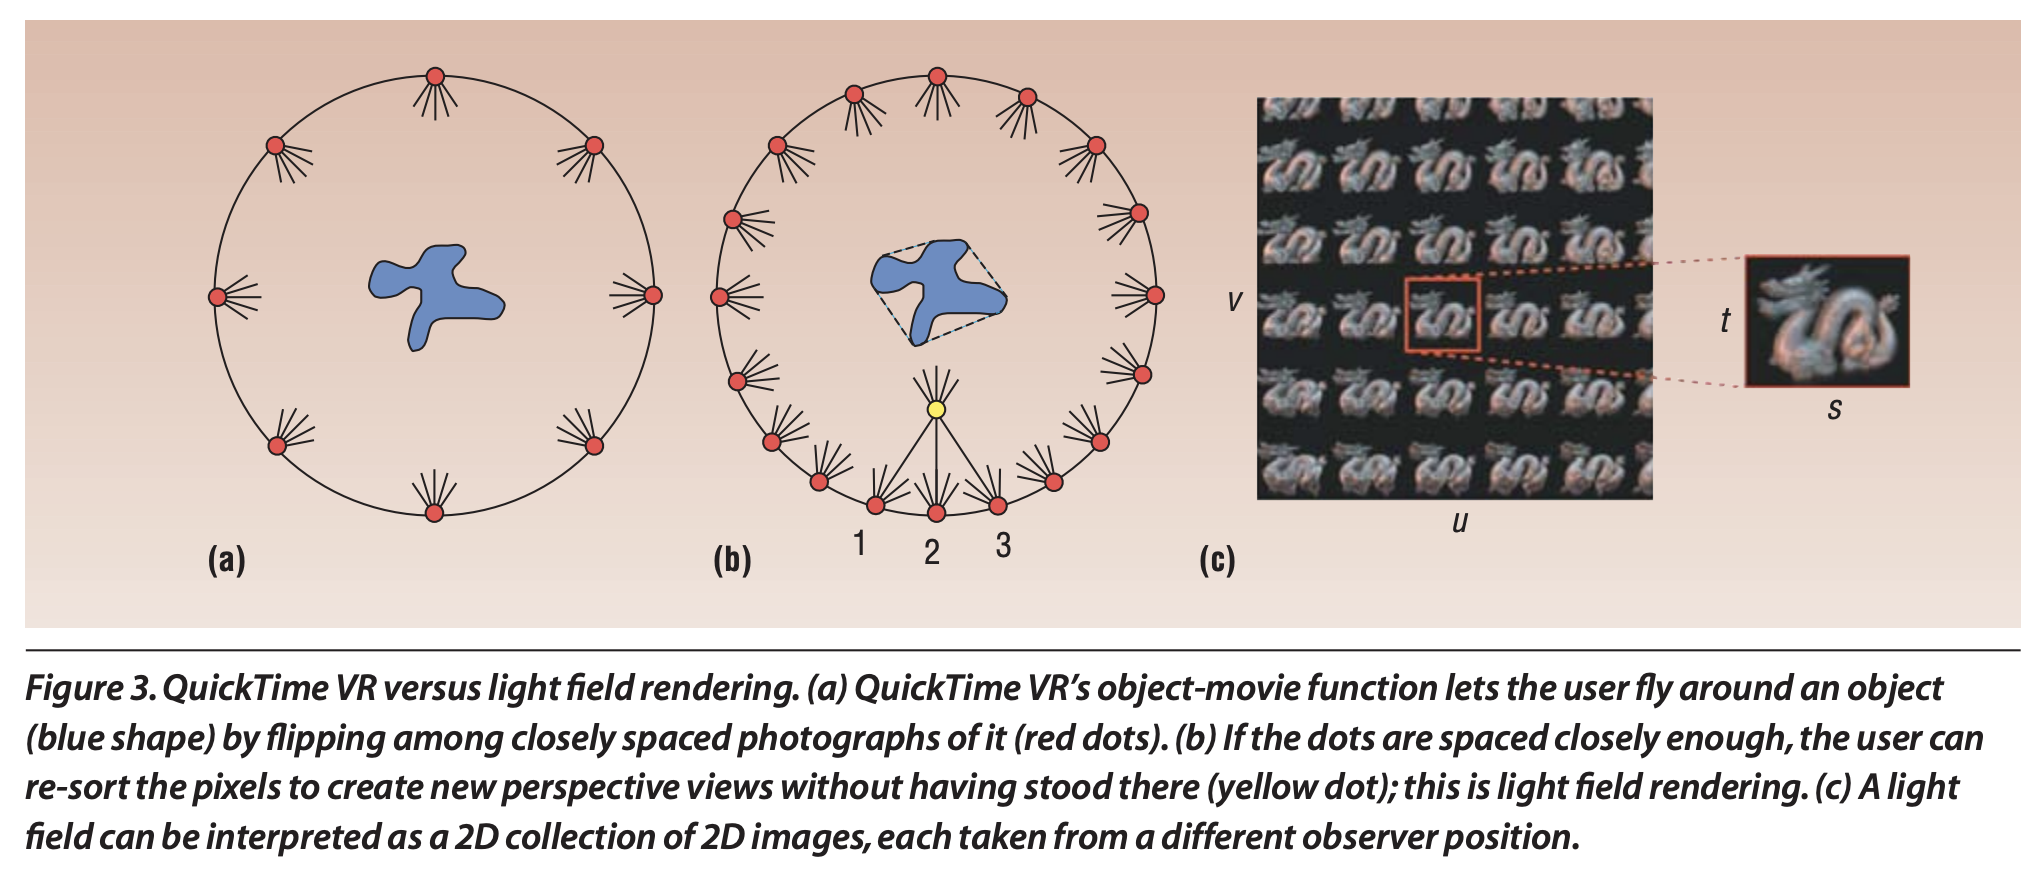 v
t
s
u
1
2
3
(a)
(b)
(c)
Figure 3. QuickTime VR versus light field rendering. (a) QuickTime VR’s object-movie function lets the user fly around an object
(blue shape) by flipping among closely spaced photographs of it (red dots). (b) If the dots are spaced closely enough, the user can
re-sort the pixels to create new perspective views without having stood there (yellow dot); this is light field rendering. (c) A light
field can be interpreted as a 2D collection of 2D images, each taken from a different observer position.